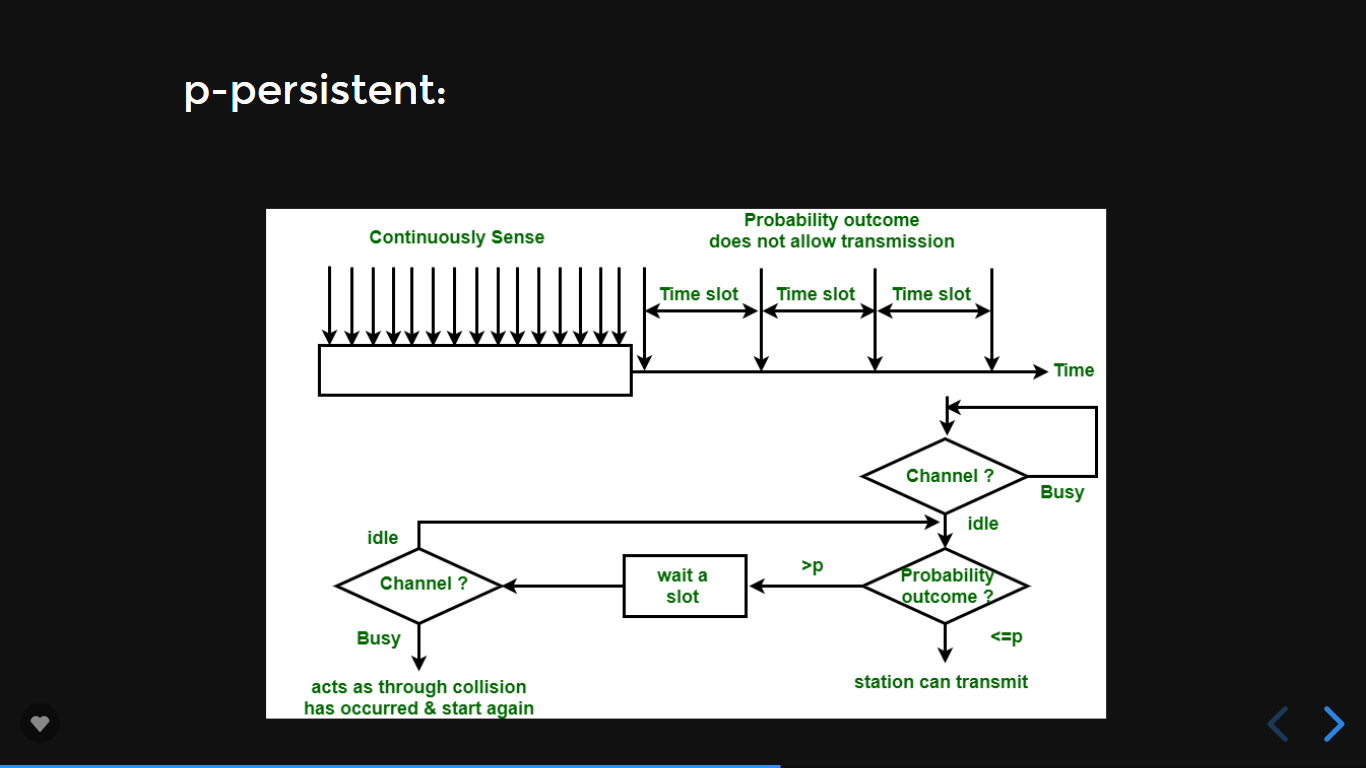 p-persistent:
Continuously Sense
Probability outcome
does not allow transmission
Time slot
Time slot
Time slot
Time
Channel ?
Busy
idle
idle
Channel ?
wait a
slot
>p
Probability
outcome ?
Busy
<=p
acts as through collision
has occurred & start again
station can transmit